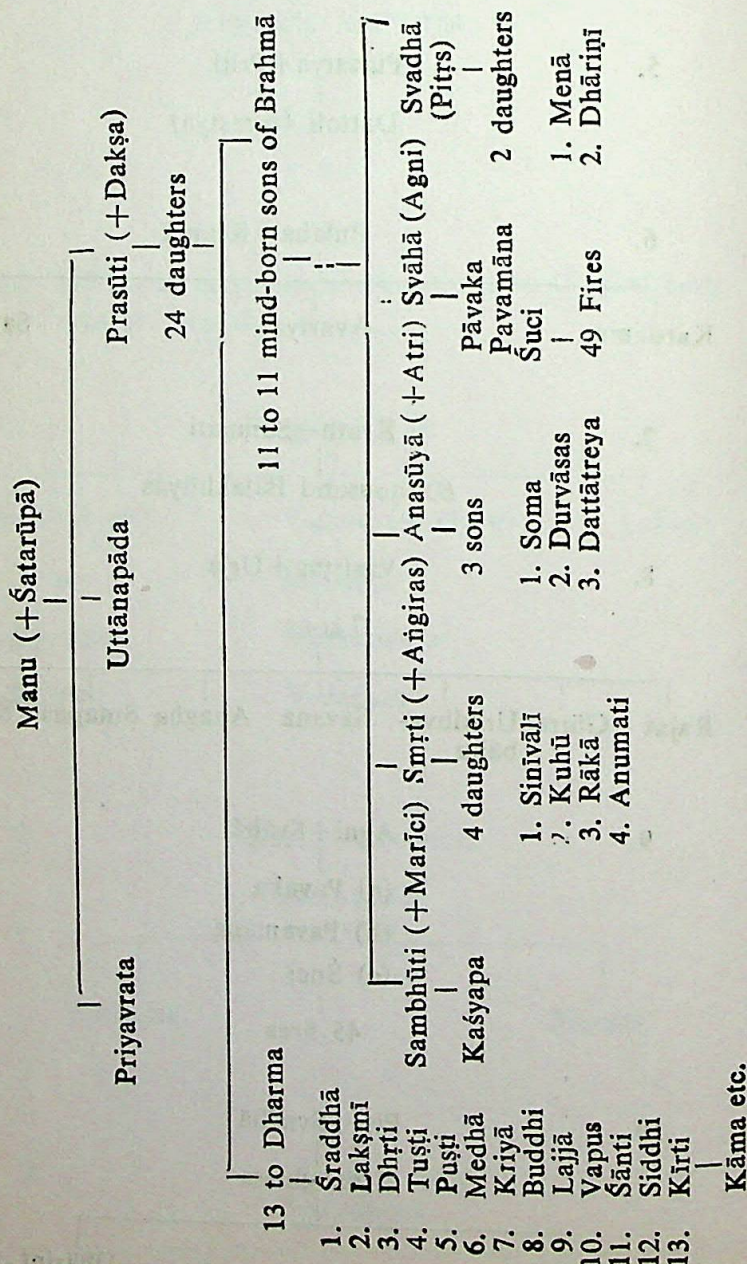 Manu (+Śatarūpā)
Priyavrata Uttānapāda Prasūti (+Dakṣa)
24 daughters
13 to Dharma 11 to 11 mind-born sons of Brahmā
1. Śraddhā
2. Lakṣmī
3. Dhṛti
4. Tuṣṭi
5. Puṣṭi
6. Medhā
7. Kriyā
8. Buddhi
9. Lajjā
10. Vapus
11. Śānti
12. Siddhi
13. Kīrti
Kāma etc.
Sambhūti (+Marīci) Smṛti (+Aṅgiras) Anasūyā (+Atri) Svāhā (Agni) Svadhā
(Pitṛs)
Kaśyapa 4 daughters 3 sons Pāvaka 2 daughters
Pavamāna
Śuci
1. Sinīvālī
2. Kuhū
3. Rākā
4. Anumati
1. Soma
2. Durvāsas
3. Dattātreya
49 Fires
1. Menā
2. Dhāriṇī